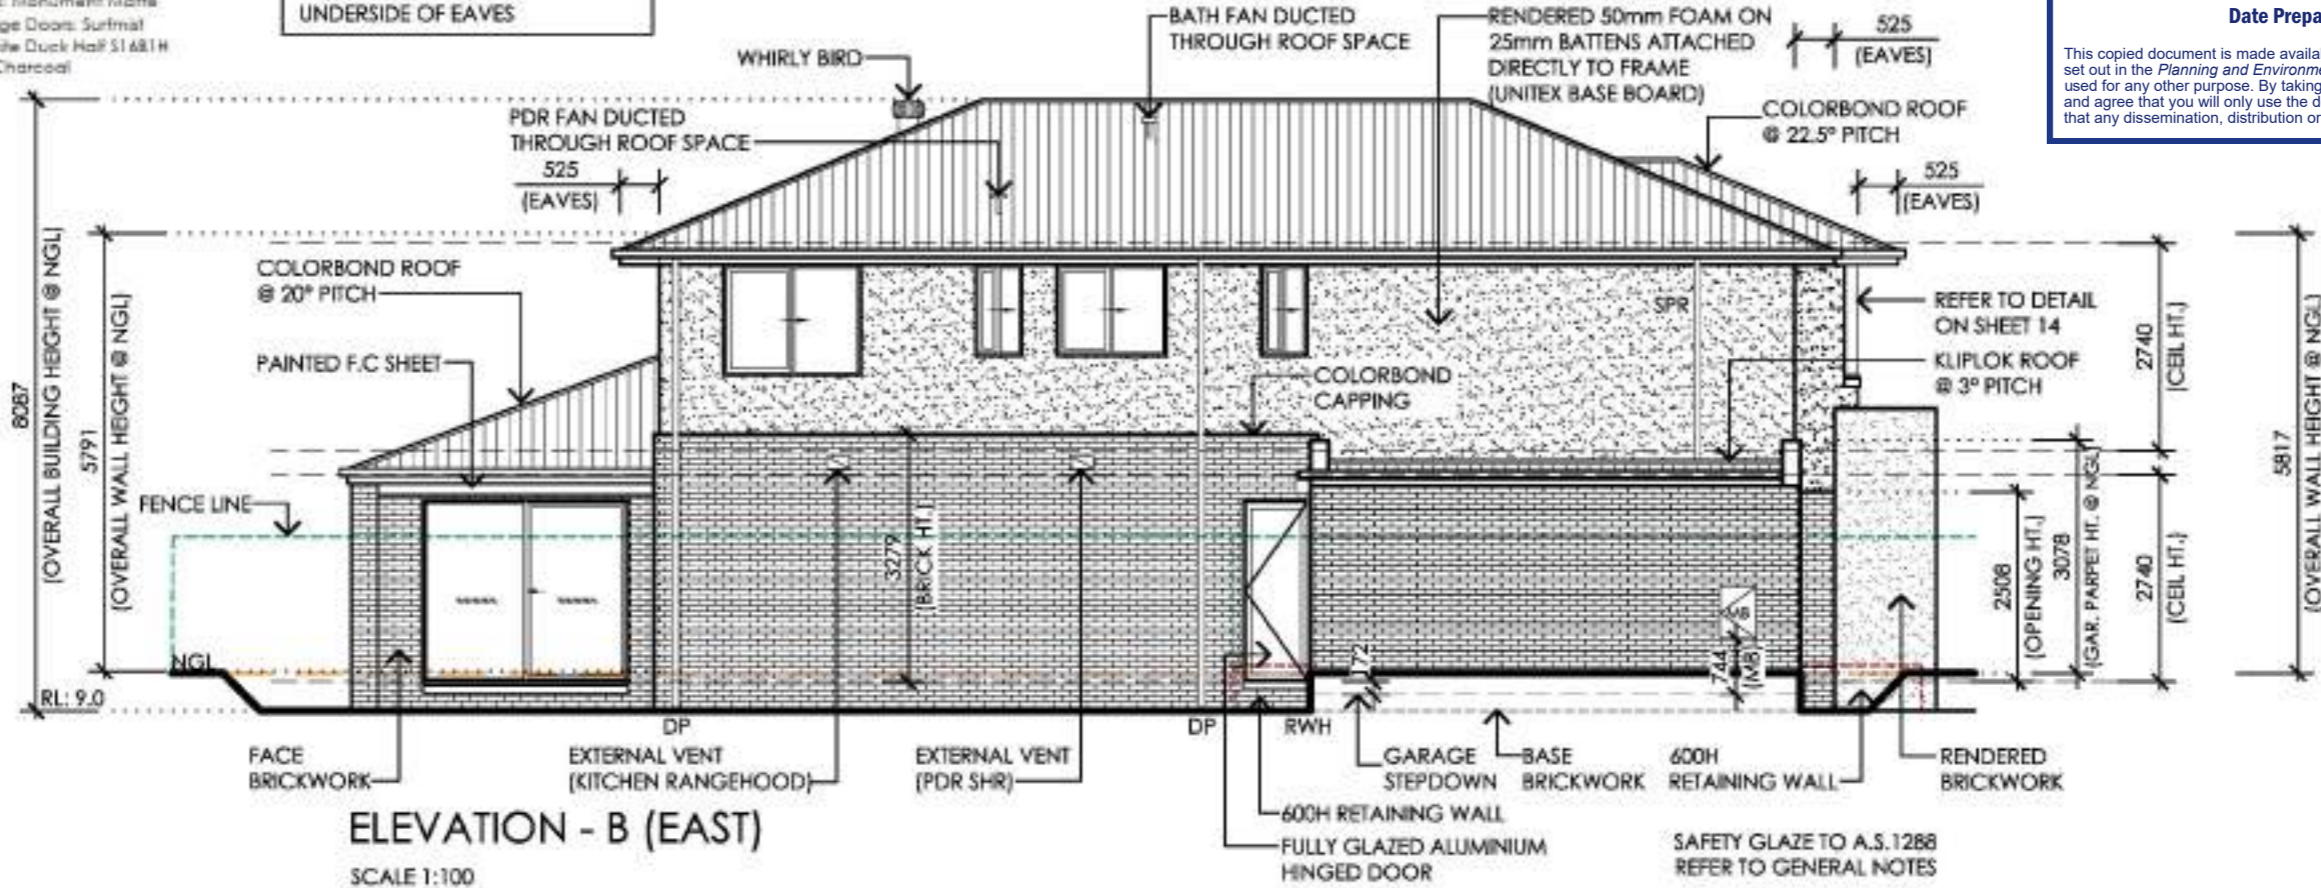 Monument Matte
ge Doors: Surfmist
te Duck Half S16B1H
Charcoal
UNDERSIDE OF EAVES
Date Prepa
This copied document is made availa
set out in the Planning and Environme
used for any other purpose. By taking
and agree that you will only use the d
that any dissemination, distribution or
WHIRLY BIRD
BATH FAN DUCTED
THROUGH ROOF SPACE
RENDERED 50mm FOAM ON
25mm BATTENS ATTACHED
DIRECTLY TO FRAME
(UNITEX BASE BOARD)
525
(EAVES)
COLORBOND ROOF
@ 22.5° PITCH
525
(EAVES)
PDR FAN DUCTED
THROUGH ROOF SPACE
525
(EAVES)
COLORBOND ROOF
@ 20° PITCH
PAINTED F.C SHEET
FENCE LINE
8087
(OVERALL BUILDING HEIGHT @ NGL)
5791
(OVERALL WALL HEIGHT @ NGL)
NGL
RL: 9.0
SPR
COLORBOND
CAPPING
REFER TO DETAIL
ON SHEET 14
KLIPLOK ROOF
@ 3° PITCH
3279
(BRICK HT.)
172
MB
744
(MB)
2508
(OPENING HT.)
3078
(GAR. PARPET HT. @ NGL)
2740
(CEIL HT.)
2740
(CEIL HT.)
5817
(OVERALL WALL HEIGHT @ NGL)
DP
DP
RWH
FACE
BRICKWORK
EXTERNAL VENT
(KITCHEN RANGEHOOD)
EXTERNAL VENT
(PDR SHR)
GARAGE
STEPDOWN
BASE
BRICKWORK
600H
RETAINING WALL
RENDERED
BRICKWORK
600H RETAINING WALL
FULLY GLAZED ALUMINIUM
HINGED DOOR
SAFETY GLAZE TO A.S.1288
REFER TO GENERAL NOTES
ELEVATION - B (EAST)
SCALE 1:100